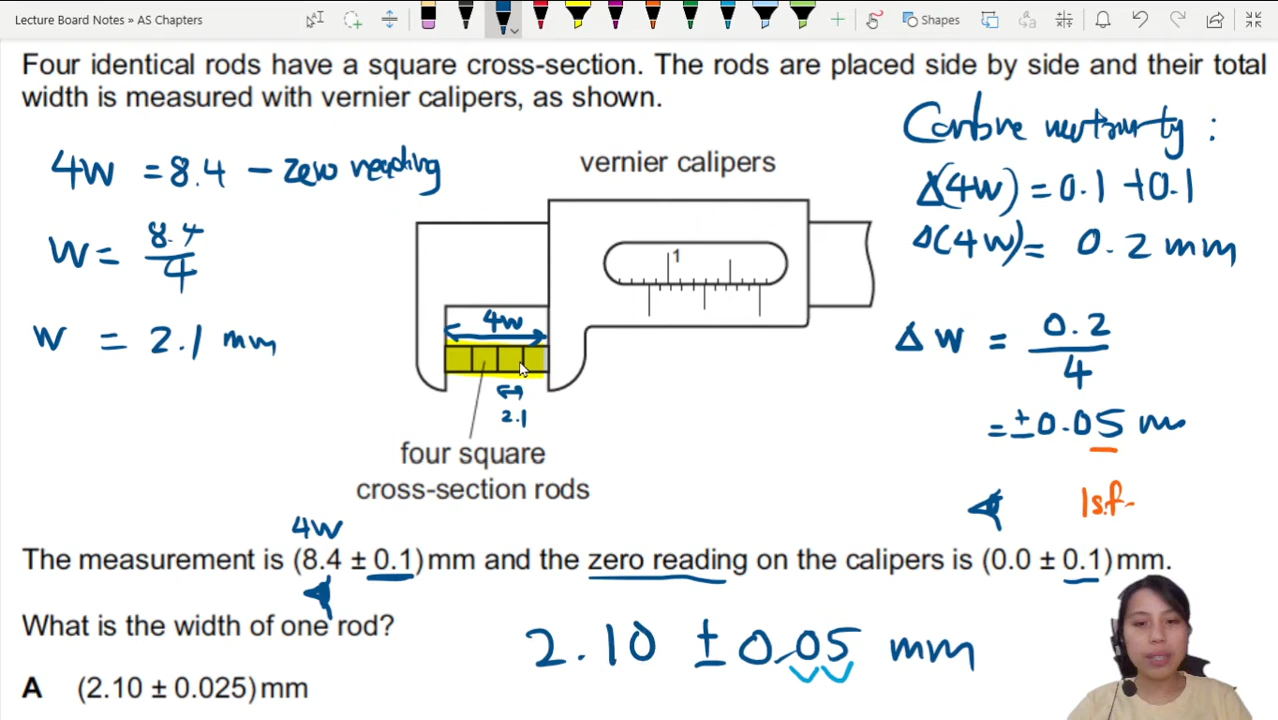 Lecture Board Notes » AS Chapters
Shapes
Four identical rods have a square cross-section. The rods are placed side by side and their total
width is measured with vernier calipers, as shown.
4W = 8.4 - zero reading
W = 8.4 / 4
W = 2.1 mm
vernier calipers
1
4W
2.1
four square
cross-section rods
:
Δ(4W) = 0.1 + 0.1
Δ(4W) = 0.2 mm
ΔW = 0.2 / 4
= ±0.05 m
1 s.f.
4W
The measurement is (8.4 ± 0.1) mm and the zero reading on the calipers is (0.0 ± 0.1) mm.
What is the width of one rod?
2.10 ± 0.05 mm
A (2.10 ± 0.025) mm